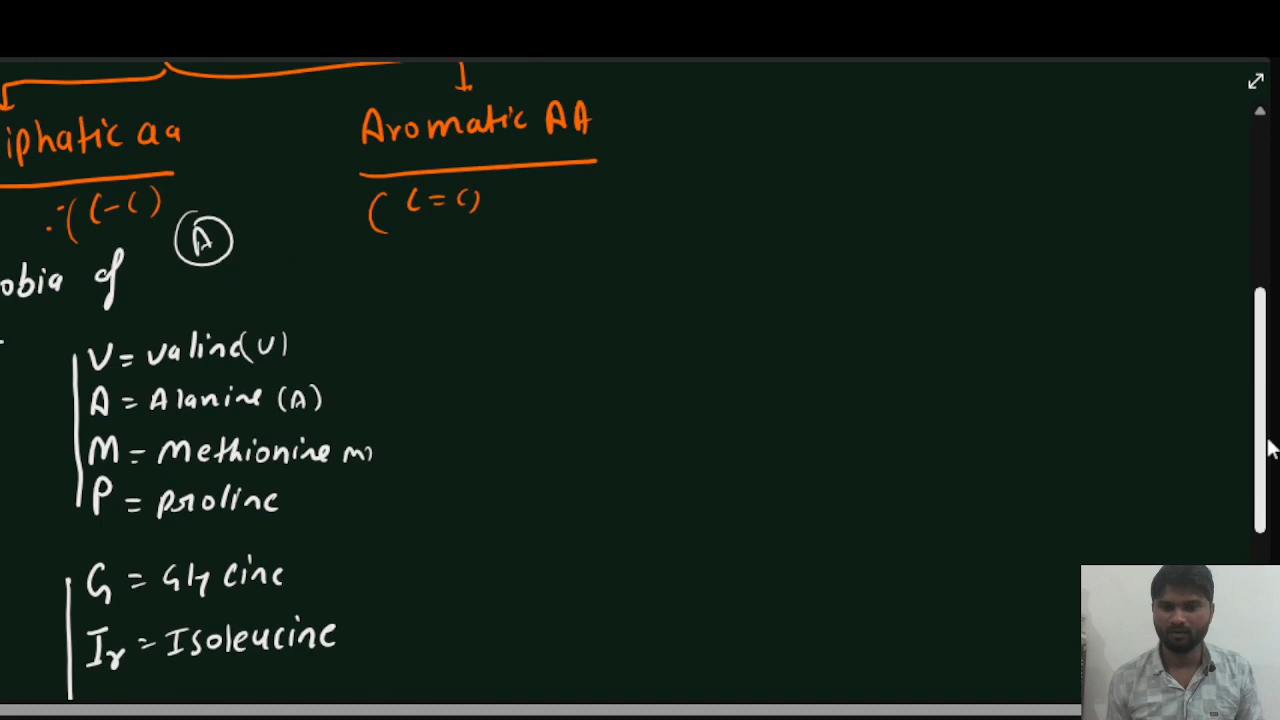 iphatic aa
Aromatic AA
∴ (C-C)
(C=C)
A
obia of
V = valine(V)
A = Alanine (A)
M = Methionine M)
P = proline
G = Glycine
Ir = Isoleucine